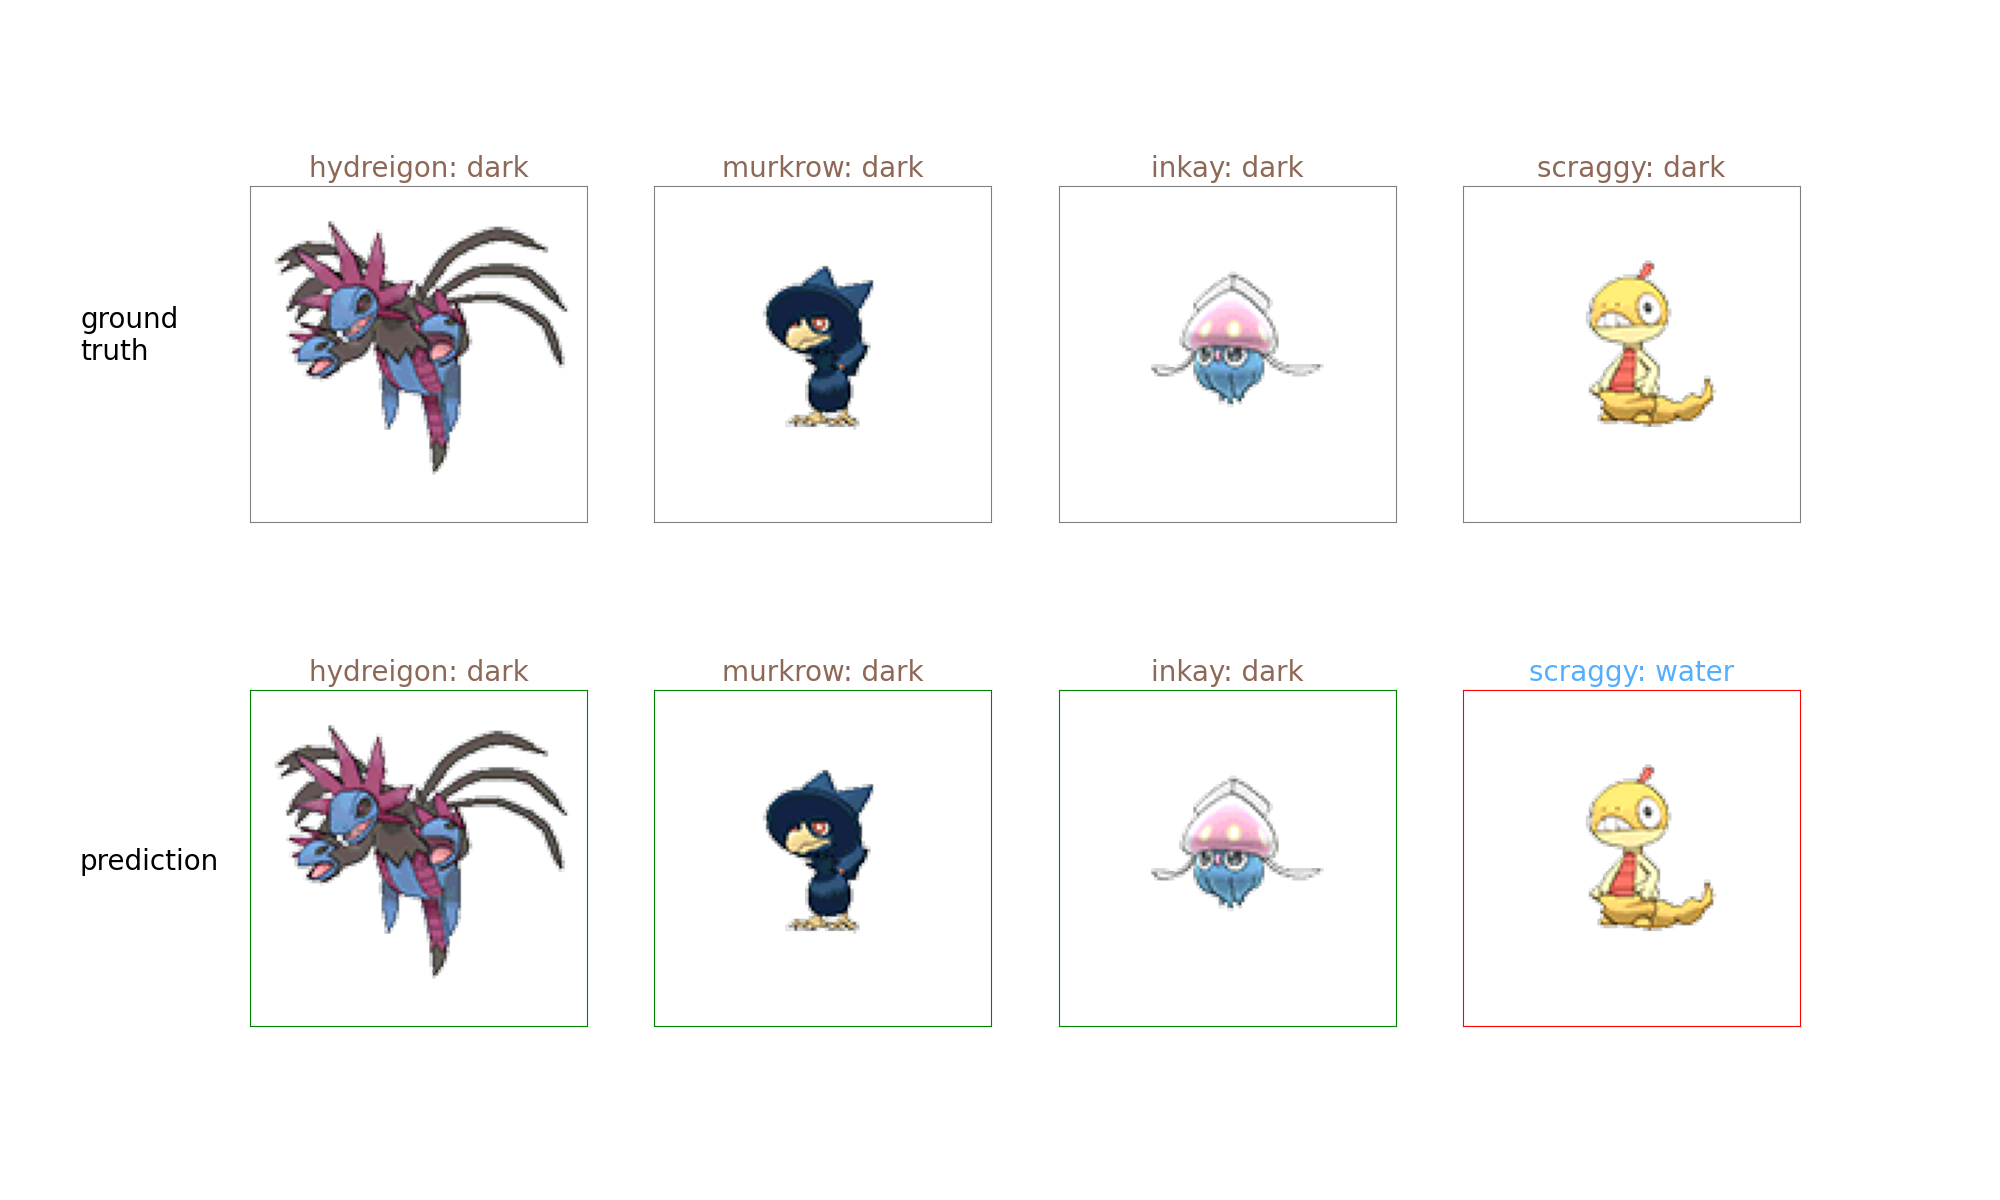 hydreigon: dark
murkrow: dark
inkay: dark
scraggy: dark
ground
truth
hydreigon: dark
murkrow: dark
inkay: dark
scraggy: water
prediction